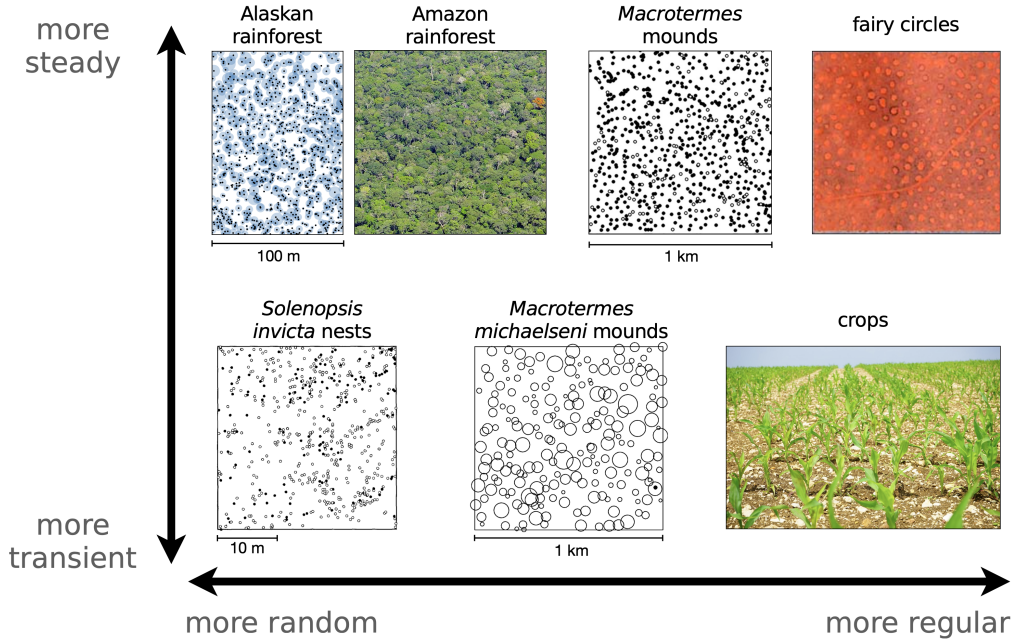 more
steady
Alaskan
rainforest
Amazon
rainforest
Macrotermes
mounds
fairy circles
100 m
1 km
Solenopsis
invicta nests
Macrotermes
michaelseni mounds
crops
10 m
1 km
more
transient
more random
more regular